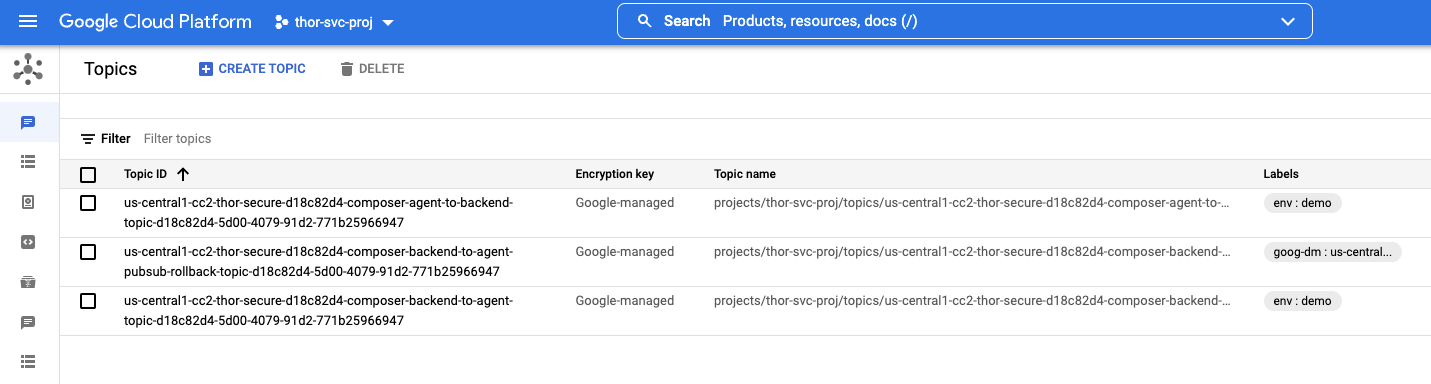 Google Cloud Platform
thor-svc-proj
Search Products, resources, docs (/)
Topics
CREATE TOPIC
DELETE
Filter Filter topics
Topic ID Encryption key Topic name Labels
us-central1-cc2-thor-secure-d18c82d4-composer-agent-to-backend-
topic-d18c82d4-5d00-4079-91d2-771b25966947
Google-managed
projects/thor-svc-proj/topics/us-central1-cc2-thor-secure-d18c82d4-composer-agent-to-...
env : demo
us-central1-cc2-thor-secure-d18c82d4-composer-backend-to-agent-
pubsub-rollback-topic-d18c82d4-5d00-4079-91d2-771b25966947
Google-managed
projects/thor-svc-proj/topics/us-central1-cc2-thor-secure-d18c82d4-composer-backend-...
goog-dm : us-central...
us-central1-cc2-thor-secure-d18c82d4-composer-backend-to-agent-
topic-d18c82d4-5d00-4079-91d2-771b25966947
Google-managed
projects/thor-svc-proj/topics/us-central1-cc2-thor-secure-d18c82d4-composer-backend-...
env : demo